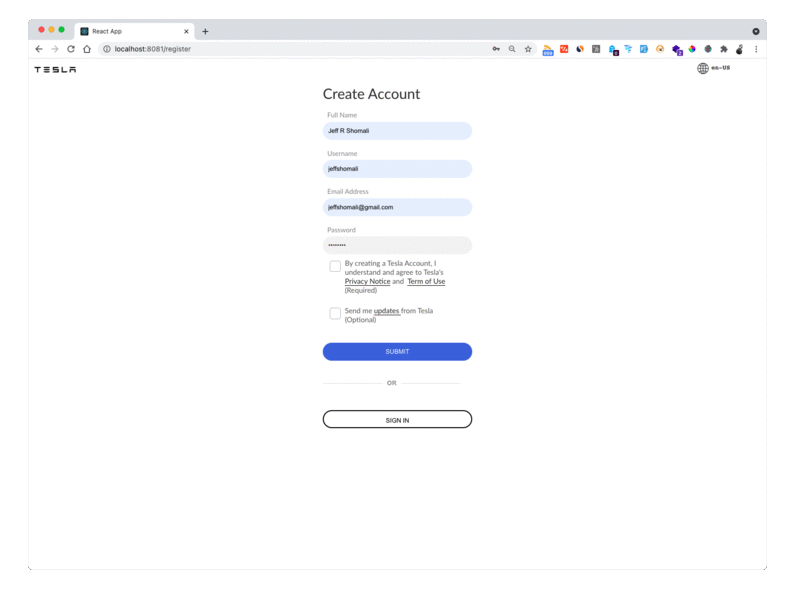 React App
localhost:8081/register
TESLA
en-US
Create Account
Full Name
Jeff R Shomali
Username
jeffshomali
Email Address
jeffshomali@gmail.com
Password
••••••••
By creating a Tesla Account, I
understand and agree to Tesla's
Privacy Notice and Term of Use
(Required)
Send me updates from Tesla
(Optional)
SUBMIT
OR
SIGN IN